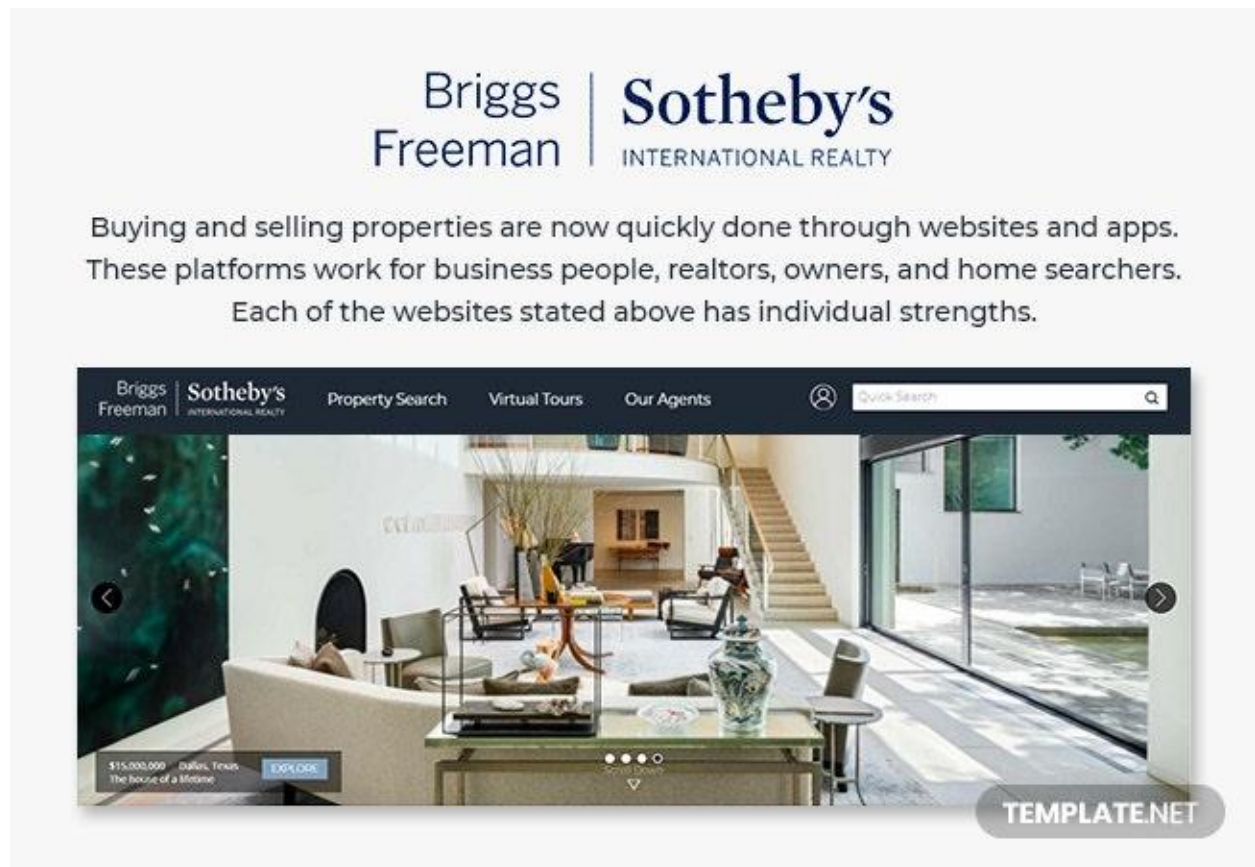 Briggs
Freeman
Sotheby's
INTERNATIONAL REALTY
Buying and selling properties are now quickly done through websites and apps.
These platforms work for business people, realtors, owners, and home searchers.
Each of the websites stated above has individual strengths.
Briggs
Freeman
Sotheby's
INTERNATIONAL REALTY
Property Search
Virtual Tours
Our Agents
Quick Search
$15,000,000 Dallas, Texas
The house of a lifetime
EXPLORE
Scroll Down
TEMPLATE.NET